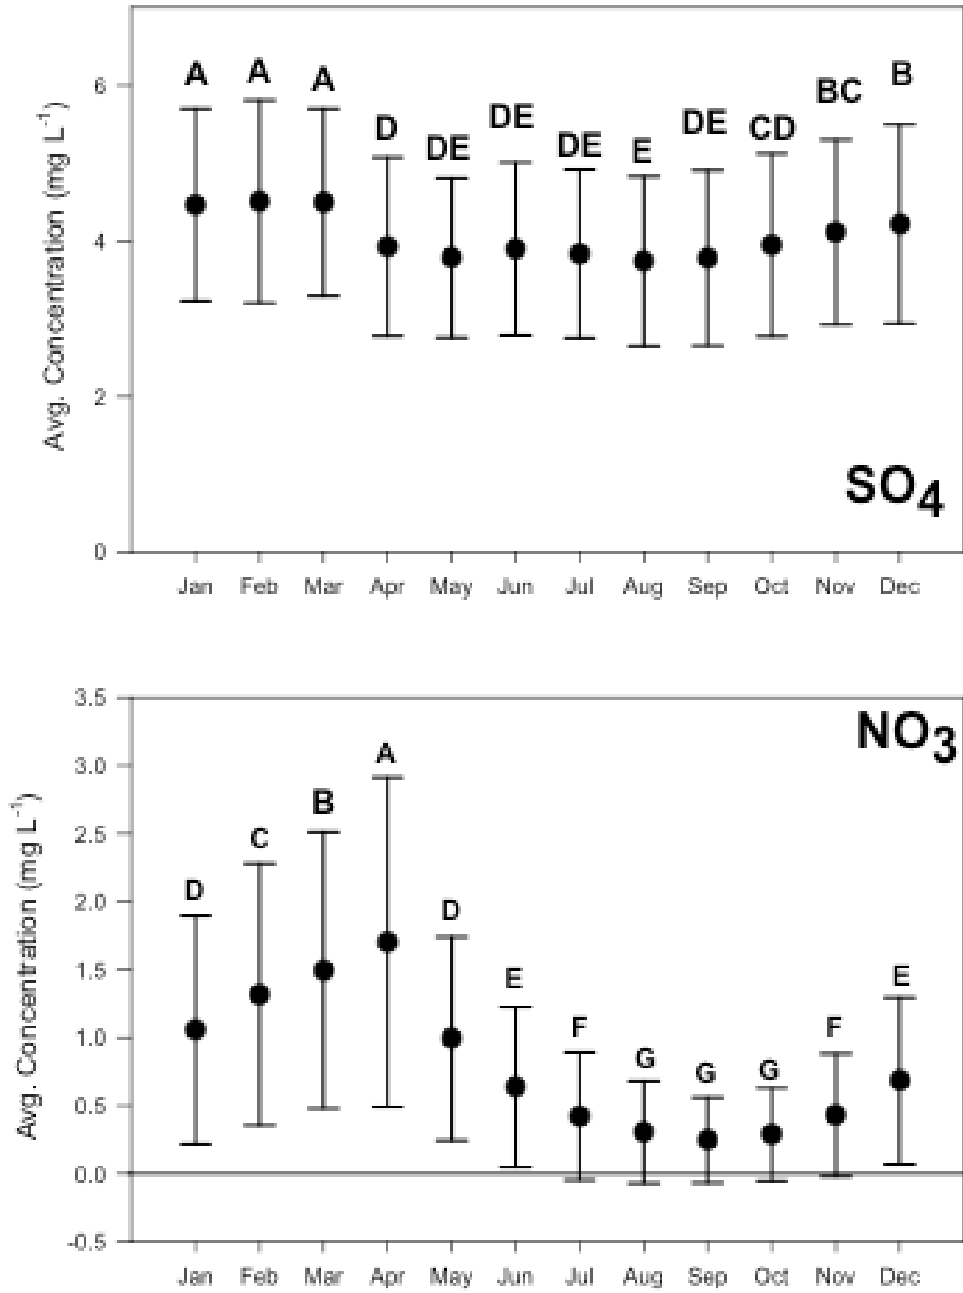 A A A D DE DE DE E DE CD BC B
Avg. Concentration (mg L⁻¹)
6
4
2
0
SO₄
Jan Feb Mar Apr May Jun Jul Aug Sep Oct Nov Dec
NO₃
Avg. Concentration (mg L⁻¹)
3.5
3.0
2.5
2.0
1.5
1.0
0.5
0.0
-0.5
D C B A D E F G G G F E
Jan Feb Mar Apr May Jun Jul Aug Sep Oct Nov Dec